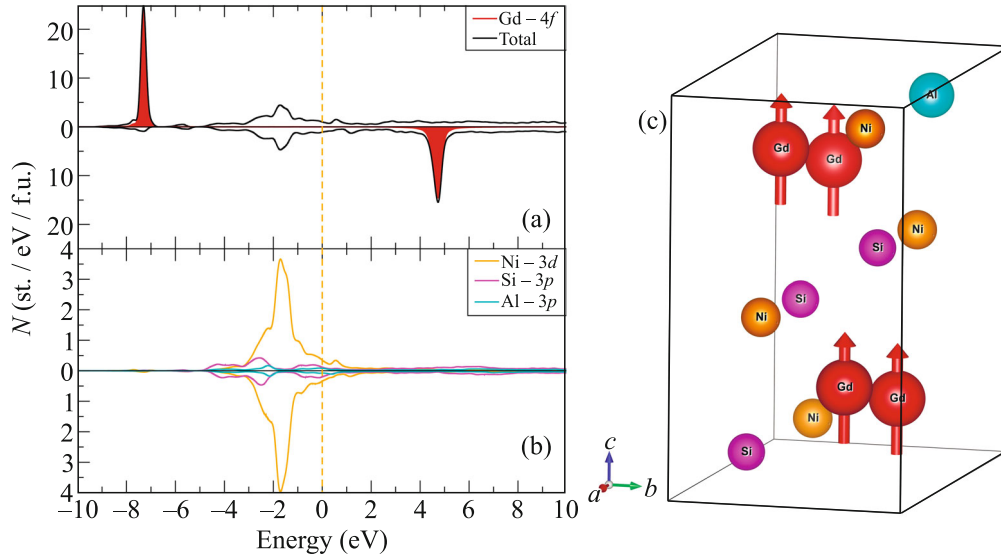 25
20
10
0
10
20
25
Gd – 4f
Total
(a)
N (st. / eV / f.u.)
4
3
2
1
0
1
2
3
4
Ni – 3d
Si – 3p
Al – 3p
(b)
–10
–8
–6
–4
–2
0
2
4
6
8
10
Energy (eV)
(c)
Al
Ni
Gd
Gd
Ni
Si
Si
Ni
Gd
Gd
Ni
Si
c
a
b